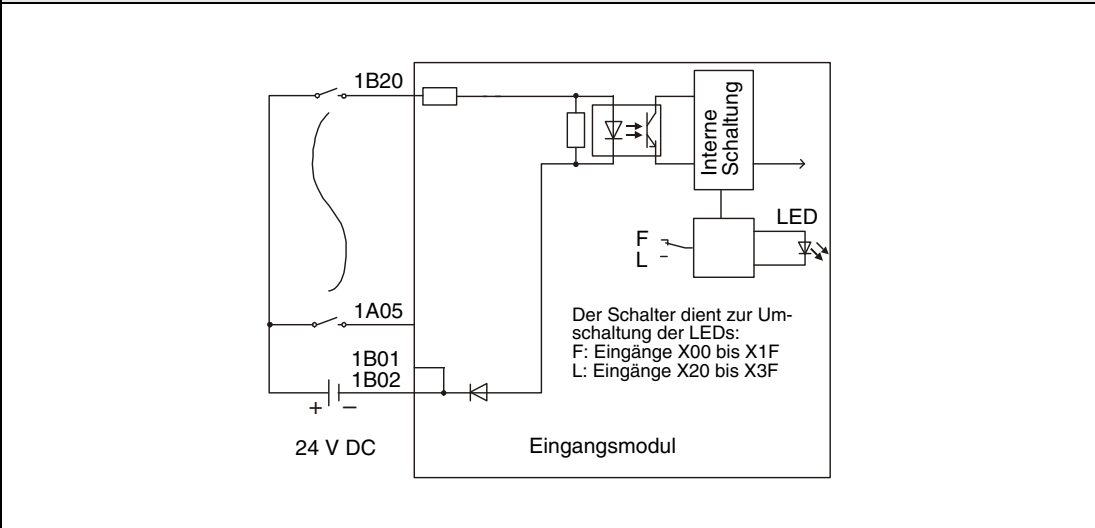 1B20
Interne
Schaltung
LED
F
L
1A05
Der Schalter dient zur Um-
schaltung der LEDs:
F: Eingänge X00 bis X1F
L: Eingänge X20 bis X3F
1B01
1B02
+ −
24 V DC
Eingangsmodul